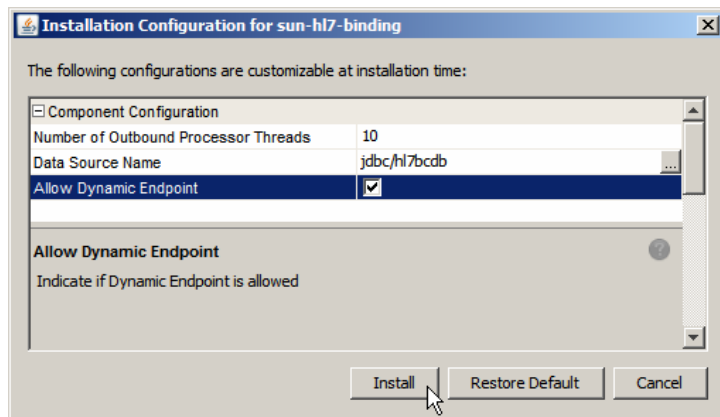 Installation Configuration for sun-hl7-binding
The following configurations are customizable at installation time:
Component Configuration
Number of Outbound Processor Threads 10
Data Source Name jdbc/hl7bcdb ...
Allow Dynamic Endpoint
Allow Dynamic Endpoint
Indicate if Dynamic Endpoint is allowed
Install Restore Default Cancel